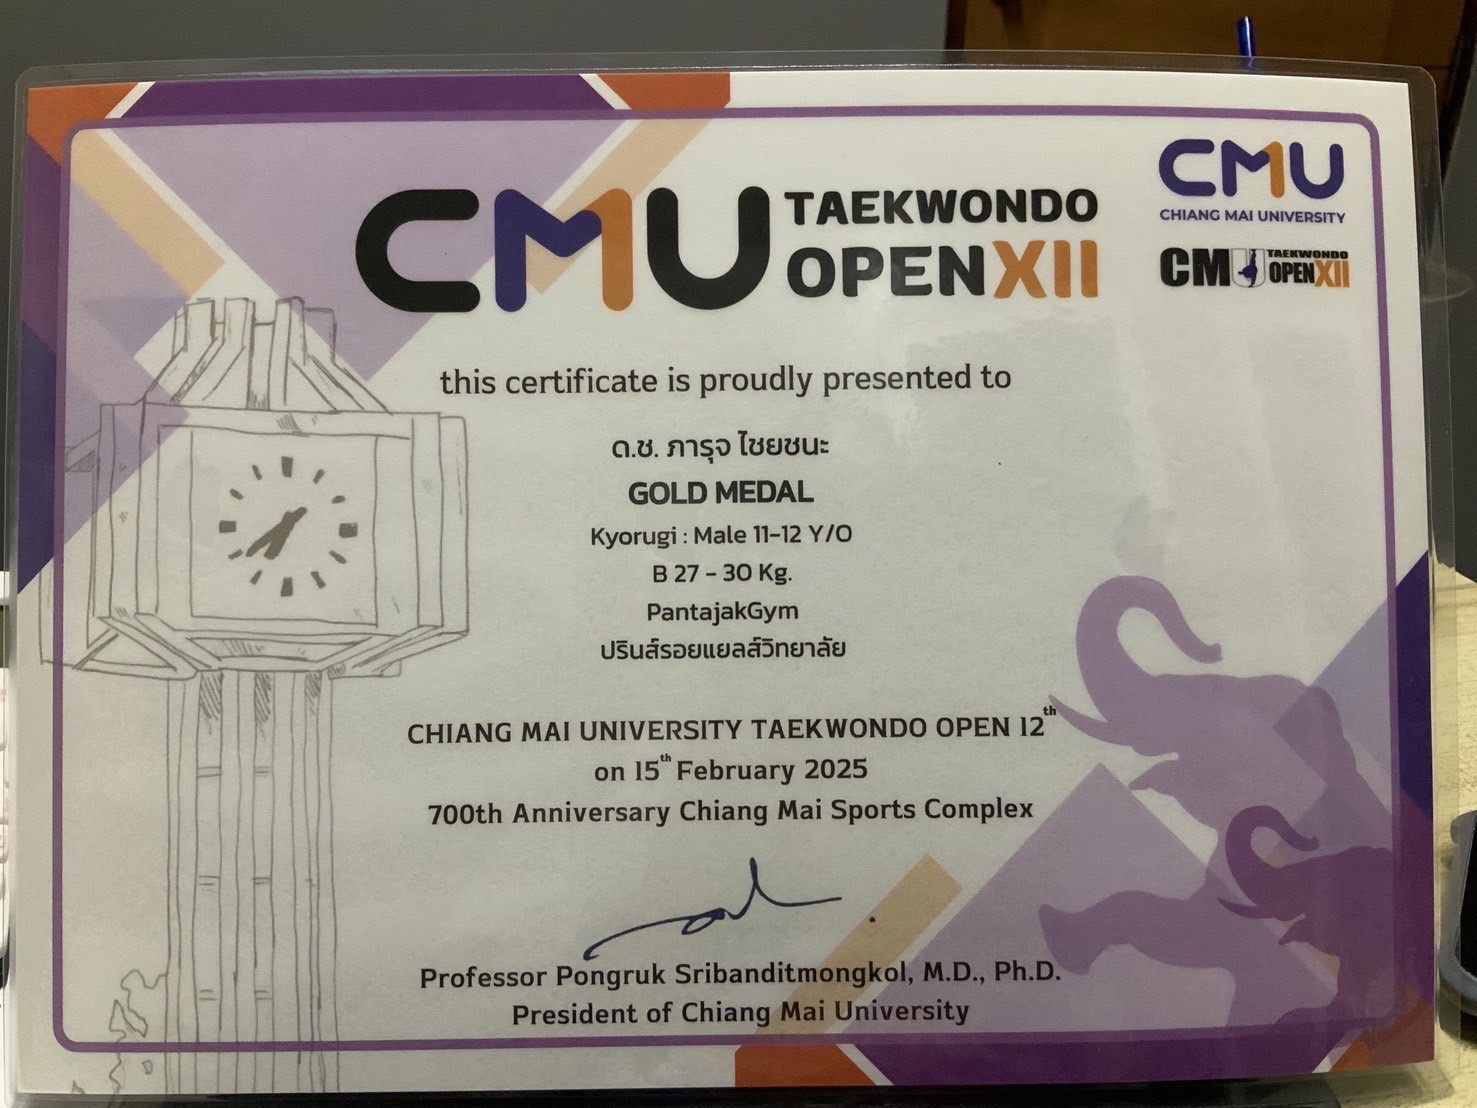 CMU TAEKWONDO
OPEN XII
CMU
CHIANG MAI UNIVERSITY
CMU TAEKWONDO
OPEN XII
this certificate is proudly presented to
ด.ช. ภารุจ ไชยชนะ
GOLD MEDAL
Kyorugi : Male 11-12 Y/O
B 27 - 30 Kg.
PantajakGym
ปรินส์รอยแยลส์วิทยาลัย
CHIANG MAI UNIVERSITY TAEKWONDO OPEN 12th
on 15th February 2025
700th Anniversary Chiang Mai Sports Complex
Professor Pongruk Sribanditmongkol, M.D., Ph.D.
President of Chiang Mai University